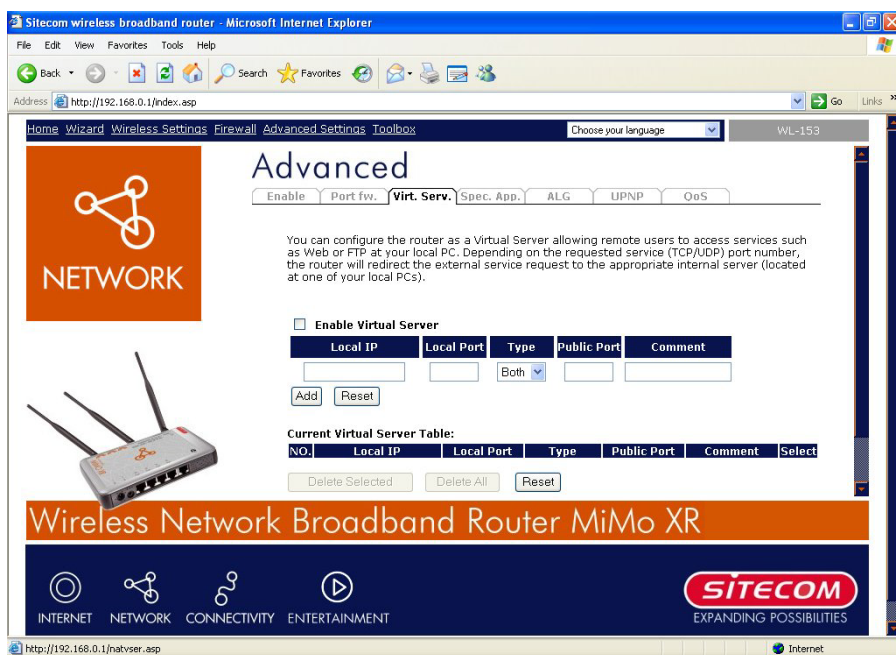 Sitecom wireless broadband router - Microsoft Internet Explorer
File Edit View Favorites Tools Help
Back Search Favorites
Address http://192.168.0.1/index.asp Go Links »
Home Wizard Wireless Settings Firewall Advanced Settings Toolbox Choose your language WL-153
Advanced
Enable Port fw. Virt. Serv. Spec. App. ALG UPNP QoS
NETWORK
You can configure the router as a Virtual Server allowing remote users to access services such
as Web or FTP at your local PC. Depending on the requested service (TCP/UDP) port number,
the router will redirect the external service request to the appropriate internal server (located
at one of your local PCs).
Enable Virtual Server
Local IP Local Port Type Public Port Comment
Both
Add Reset
Current Virtual Server Table:
NO. Local IP Local Port Type Public Port Comment Select
Delete Selected Delete All Reset
Wireless Network Broadband Router MiMo XR
INTERNET NETWORK CONNECTIVITY ENTERTAINMENT
SITECOM
EXPANDING POSSIBILITIES
http://192.168.0.1/natvser.asp Internet